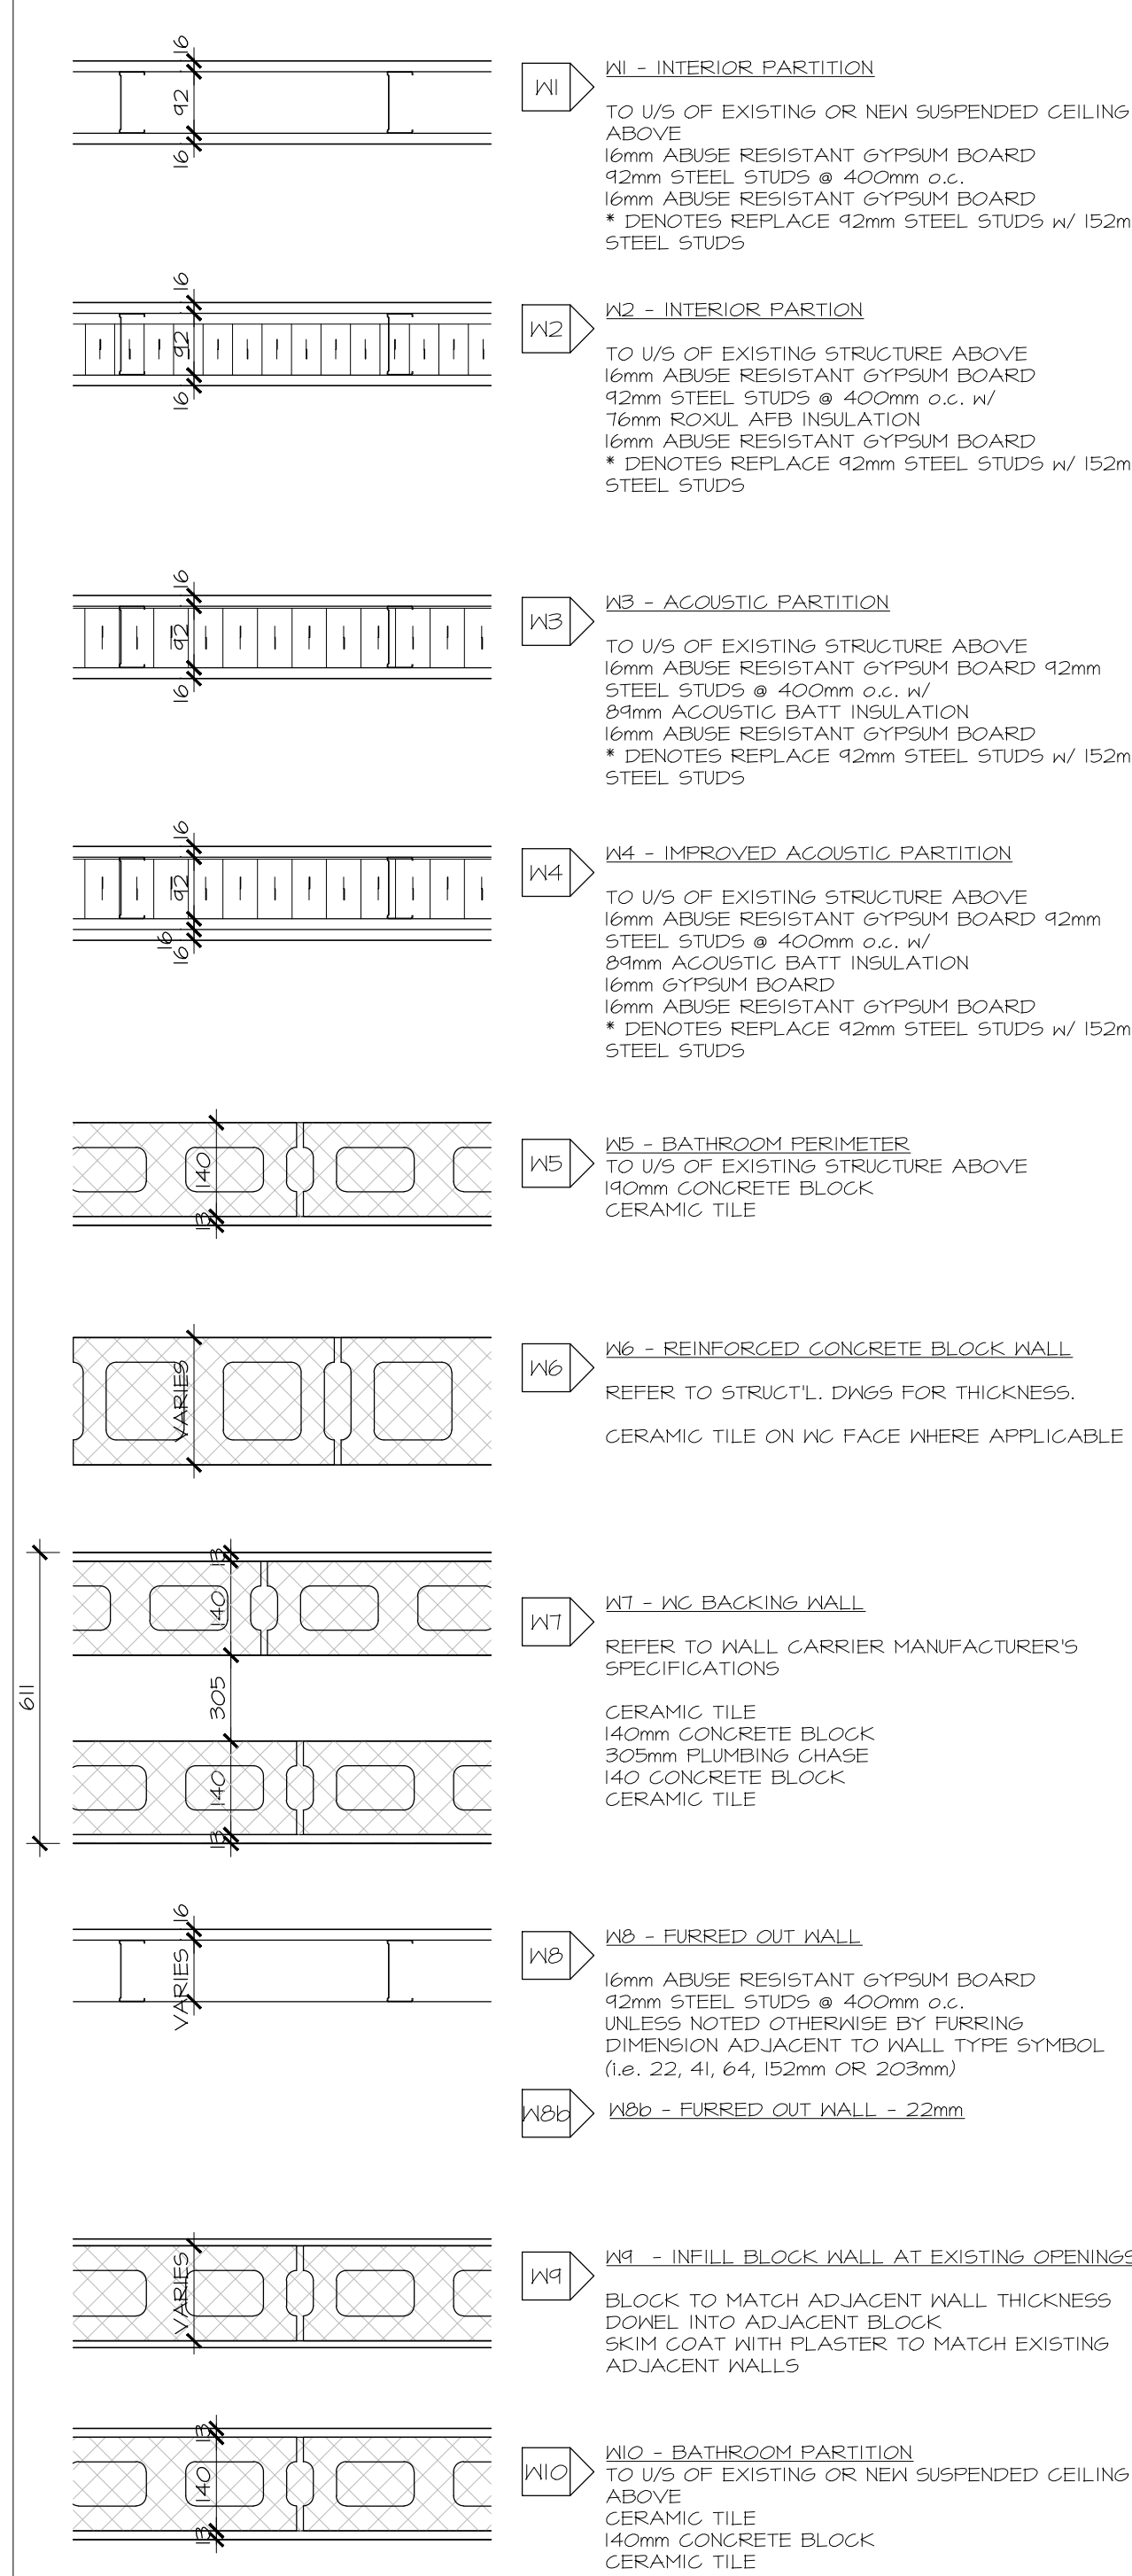 16
92
16
W1
W1 - INTERIOR PARTITION
TO U/S OF EXISTING OR NEW SUSPENDED CEILING
ABOVE
16mm ABUSE RESISTANT GYPSUM BOARD
92mm STEEL STUDS @ 400mm o.c.
16mm ABUSE RESISTANT GYPSUM BOARD
* DENOTES REPLACE 92mm STEEL STUDS w/ 152m
STEEL STUDS
16
92
16
W2
W2 - INTERIOR PARTION
TO U/S OF EXISTING STRUCTURE ABOVE
16mm ABUSE RESISTANT GYPSUM BOARD
92mm STEEL STUDS @ 400mm o.c. w/
76mm ROXUL AFB INSULATION
16mm ABUSE RESISTANT GYPSUM BOARD
* DENOTES REPLACE 92mm STEEL STUDS w/ 152m
STEEL STUDS
16
92
16
W3
W3 - ACOUSTIC PARTITION
TO U/S OF EXISTING STRUCTURE ABOVE
16mm ABUSE RESISTANT GYPSUM BOARD 92mm
STEEL STUDS @ 400mm o.c. w/
89mm ACOUSTIC BATT INSULATION
16mm ABUSE RESISTANT GYPSUM BOARD
* DENOTES REPLACE 92mm STEEL STUDS w/ 152m
STEEL STUDS
16
92
16
16
W4
W4 - IMPROVED ACOUSTIC PARTITION
TO U/S OF EXISTING STRUCTURE ABOVE
16mm ABUSE RESISTANT GYPSUM BOARD 92mm
STEEL STUDS @ 400mm o.c. w/
89mm ACOUSTIC BATT INSULATION
16mm GYPSUM BOARD
16mm ABUSE RESISTANT GYPSUM BOARD
* DENOTES REPLACE 92mm STEEL STUDS w/ 152m
STEEL STUDS
140
13
W5
W5 - BATHROOM PERIMETER
TO U/S OF EXISTING STRUCTURE ABOVE
190mm CONCRETE BLOCK
CERAMIC TILE
VARIES
W6
W6 - REINFORCED CONCRETE BLOCK WALL
REFER TO STRUCT'L. DWGS FOR THICKNESS.
CERAMIC TILE ON WC FACE WHERE APPLICABLE
611
13
140
305
140
13
W7
W7 - WC BACKING WALL
REFER TO WALL CARRIER MANUFACTURER'S
SPECIFICATIONS
CERAMIC TILE
140mm CONCRETE BLOCK
305mm PLUMBING CHASE
140 CONCRETE BLOCK
CERAMIC TILE
16
VARIES
W8
W8 - FURRED OUT WALL
16mm ABUSE RESISTANT GYPSUM BOARD
92mm STEEL STUDS @ 400mm o.c.
UNLESS NOTED OTHERWISE BY FURRING
DIMENSION ADJACENT TO WALL TYPE SYMBOL
(i.e. 22, 41, 64, 152mm OR 203mm)
W8b
W8b - FURRED OUT WALL - 22mm
VARIES
W9
W9 - INFILL BLOCK WALL AT EXISTING OPENINGS
BLOCK TO MATCH ADJACENT WALL THICKNESS
DOWEL INTO ADJACENT BLOCK
SKIM COAT WITH PLASTER TO MATCH EXISTING
ADJACENT WALLS
13
140
13
W10
W10 - BATHROOM PARTITION
TO U/S OF EXISTING OR NEW SUSPENDED CEILING
ABOVE
CERAMIC TILE
140mm CONCRETE BLOCK
CERAMIC TILE